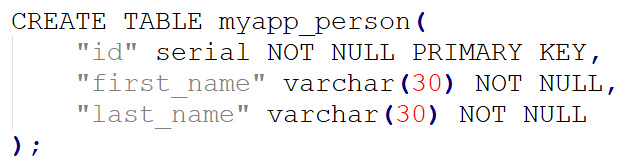 CREATE TABLE myapp_person(
    "id" serial NOT NULL PRIMARY KEY,
    "first_name" varchar(30) NOT NULL,
    "last_name" varchar(30) NOT NULL
);